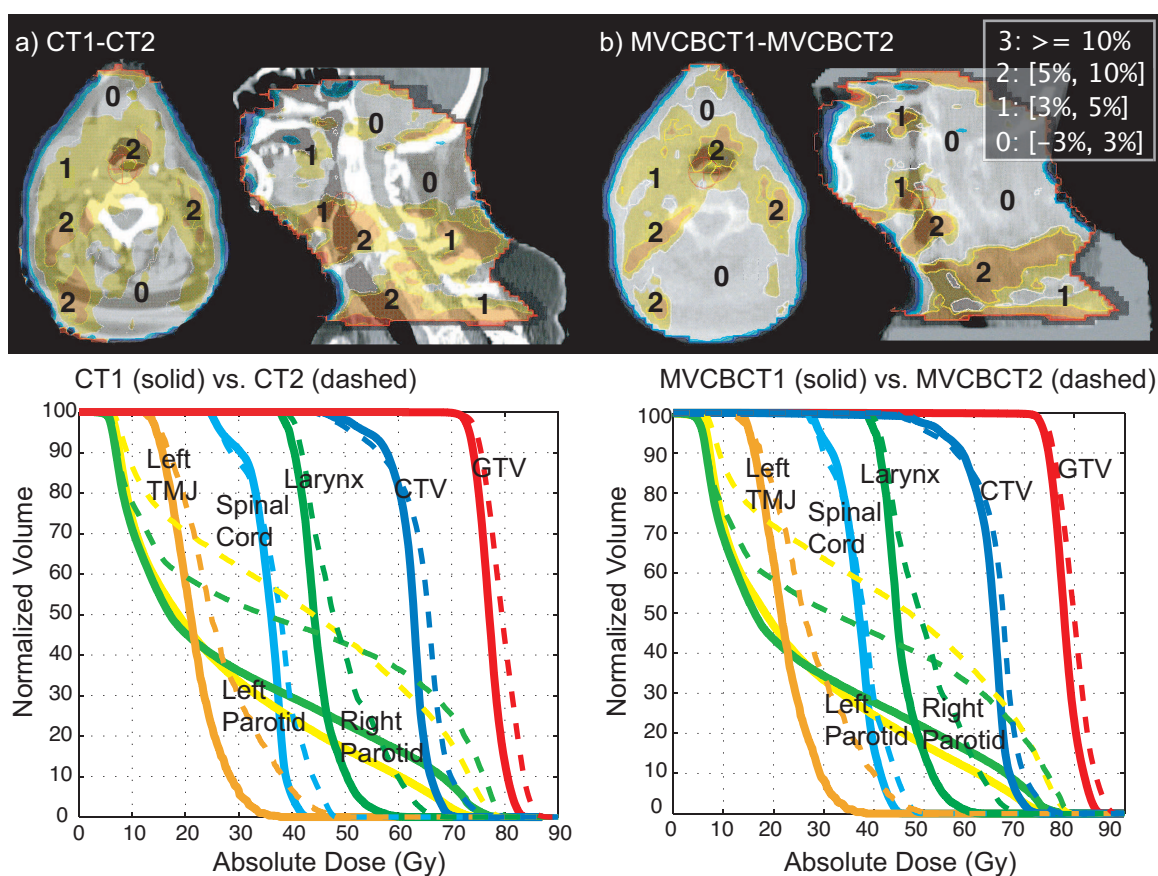 a) CT1-CT2
b) MVCBCT1-MVCBCT2
3: >= 10%
2: [5%, 10%]
1: [3%, 5%]
0: [−3%, 3%]
0
2
1
2
2
2
0
0
1
0
1
2
1
2
1
0
2
1
2
2
2
0
1
0
1
0
2
2
1
CT1 (solid) vs. CT2 (dashed)
Normalized Volume
100
90
80
70
60
50
40
30
20
10
0
Left
TMJ
Spinal
Cord
Larynx
CTV
GTV
Left
Parotid
Right
Parotid
0 10 20 30 40 50 60 70 80 90
Absolute Dose (Gy)
MVCBCT1 (solid) vs. MVCBCT2 (dashed)
Normalized Volume
100
90
80
70
60
50
40
30
20
10
0
Left
TMJ
Spinal
Cord
Larynx
CTV
GTV
Left
Parotid
Right
Parotid
0 10 20 30 40 50 60 70 80 90
Absolute Dose (Gy)